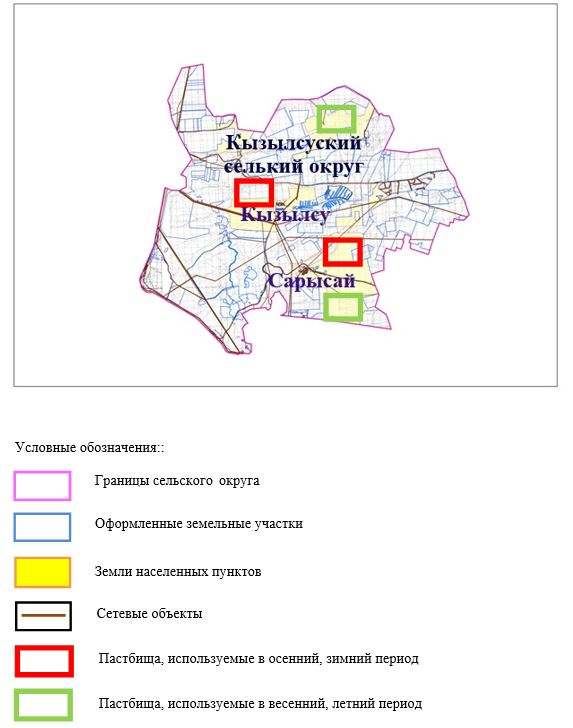 Кызылсуский
селький округ
Кызылсу
Сарысай
Условные обозначения::
Границы сельского округа
Оформленные земельные участки
Земли населенных пунктов
Сетевые объекты
Пастбища, используемые в осенний, зимний период
Пастбища, используемые в весенний, летний период